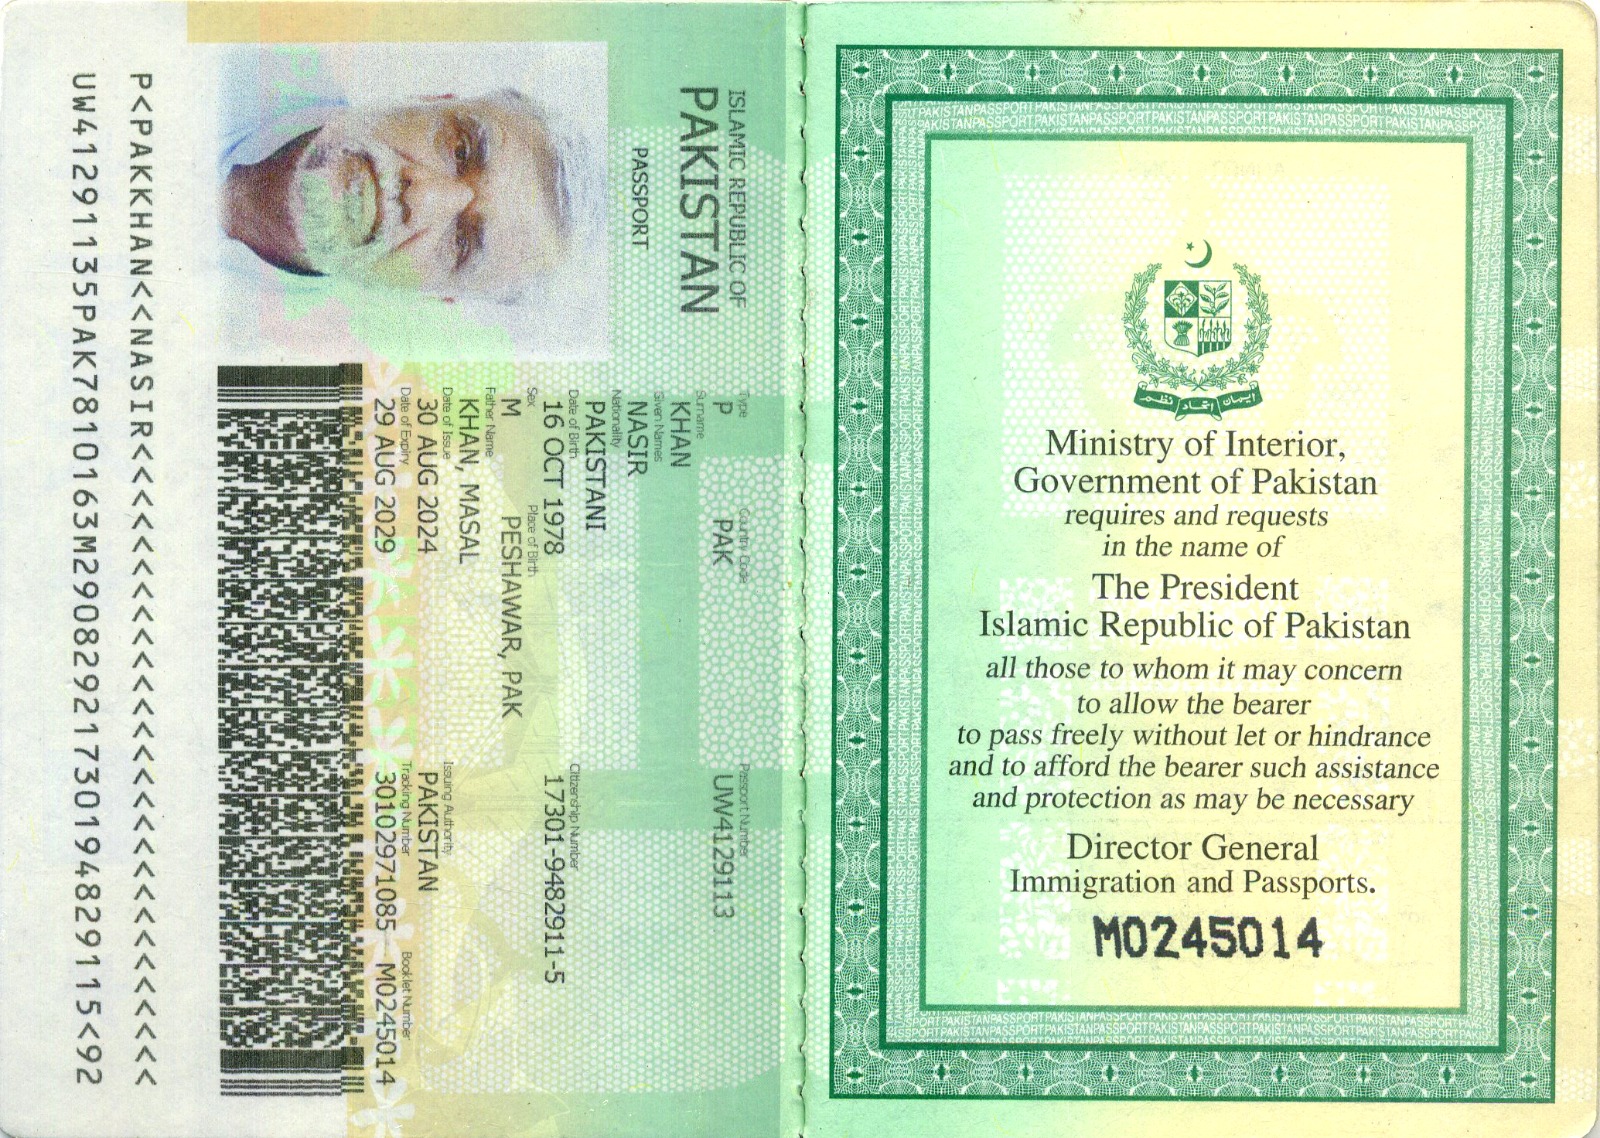 ISLAMIC REPUBLIC OF
PAKISTAN
PASSPORT
Type
Country Code
Passport Number
P
PAK
UW4129113
Surname
KHAN
Given Names
NASIR
Nationality
PAKISTANI
Date of Birth
Citizenship Number
16 OCT 1978
17301-9482911-5
Sex
Place of Birth
M
PESHAWAR, PAK
Father Name
KHAN, MASAL
Date of Issue
Issuing Authority
30 AUG 2024
PAKISTAN
Date of Expiry
Tracking Number
Booklet Number
29 AUG 2029
30102971085
M0245014
P<PAKKHAN<<NASIR<<<<<<<<<<<<<<<<<<<<<<<<<<<<
UW41291135PAK7810163M29082921730194829115<92
ایمان اتحاد نظم
Ministry of Interior,
Government of Pakistan
requires and requests
in the name of
The President
Islamic Republic of Pakistan
all those to whom it may concern
to allow the bearer
to pass freely without let or hindrance
and to afford the bearer such assistance
and protection as may be necessary
Director General
Immigration and Passports.
M0245014